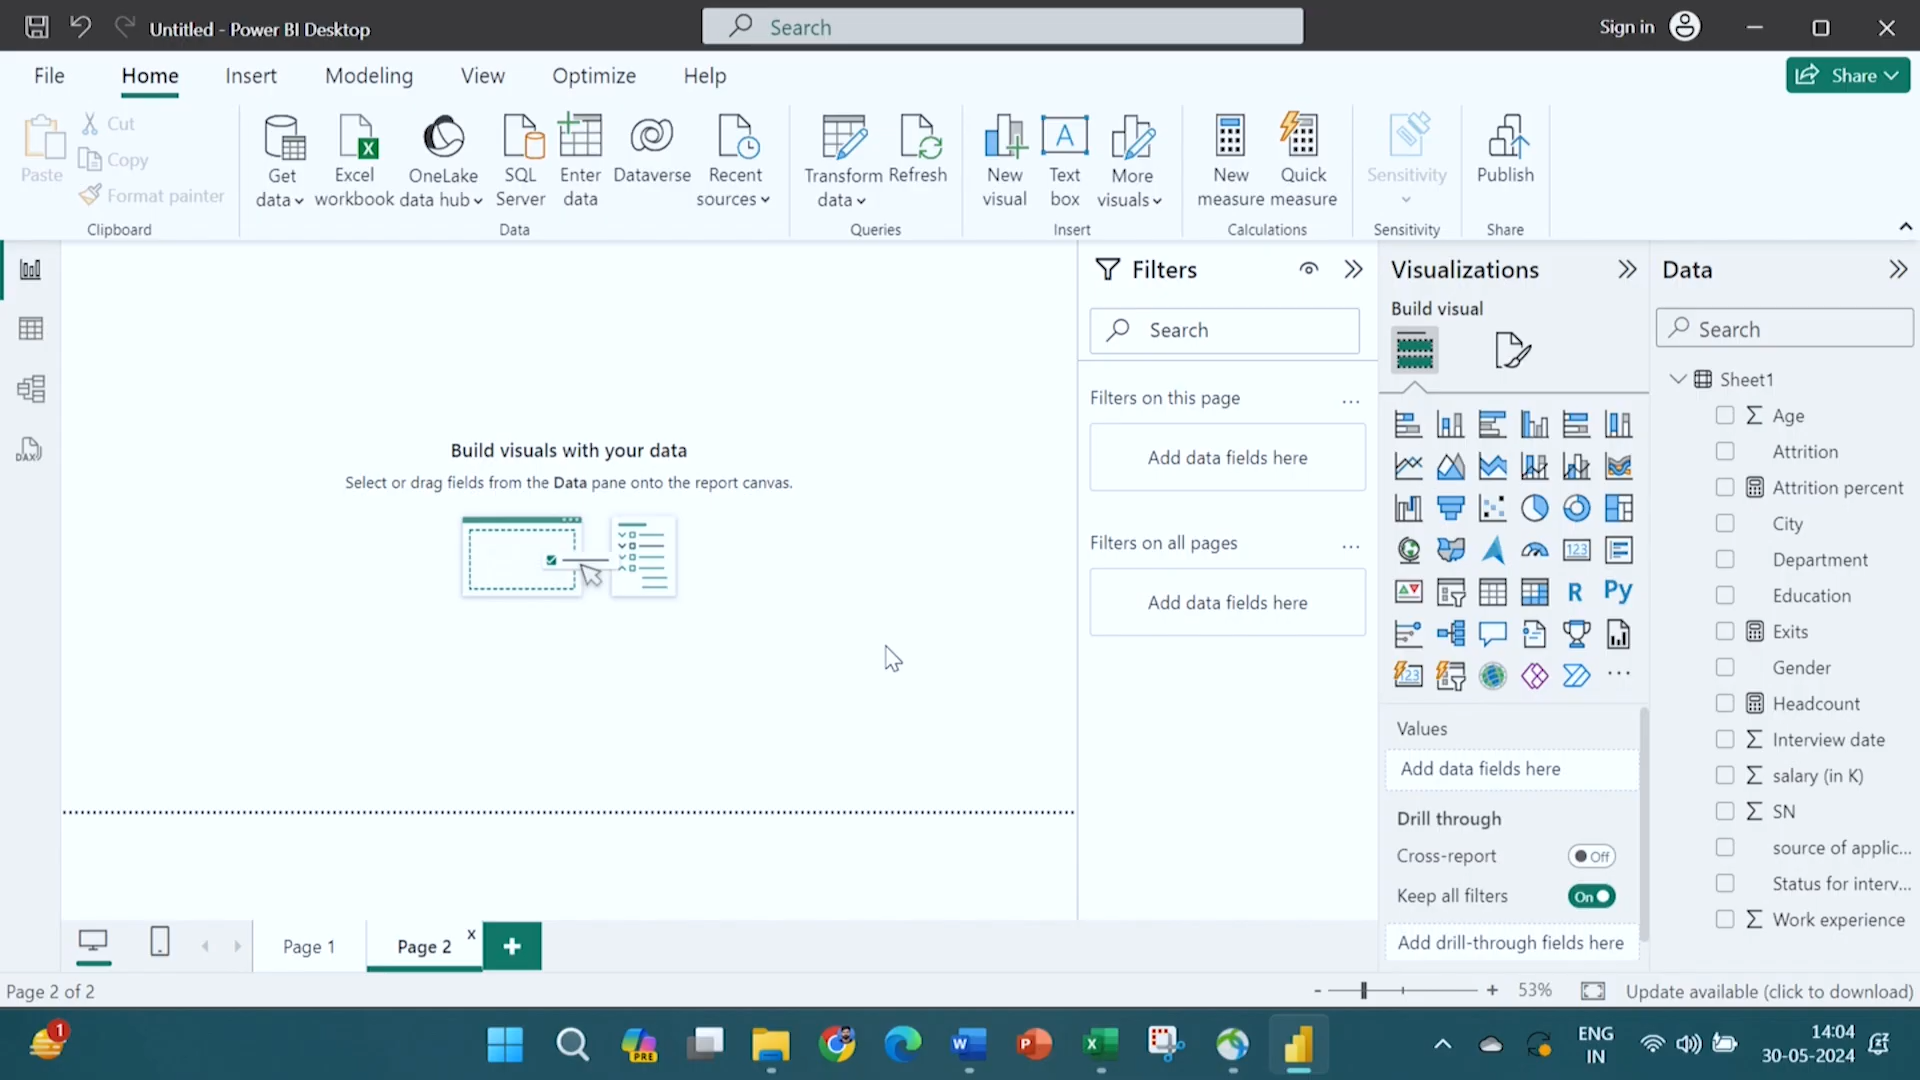 Untitled - Power BI Desktop
Search
Sign in
File
Home
Insert
Modeling
View
Optimize
Help
Share
Paste
Cut
Copy
Format painter
Clipboard
Get data
Excel workbook
OneLake data hub
SQL Server
Enter data
Dataverse
Recent sources
Data
Transform data
Refresh
Queries
New visual
A
Text box
More visuals
Insert
New measure
Quick measure
Calculations
Sensitivity
Sensitivity
Publish
Share
DAX
Build visuals with your data
Select or drag fields from the Data pane onto the report canvas.
Filters
Search
Filters on this page
...
Add data fields here
Filters on all pages
...
Add data fields here
Visualizations
Build visual
123
R
Py
123
...
Values
Add data fields here
Drill through
Cross-report
Off
Keep all filters
On
Add drill-through fields here
Data
Search
Sheet1
Age
Attrition
Attrition percent
City
Department
Education
Exits
Gender
Headcount
Interview date
salary (in K)
SN
source of applic...
Status for interv...
Work experience
Page 1
Page 2
x
+
Page 2 of 2
- + 53%
Update available (click to download)
1
PRE
W
P
X
ENG
IN
14:04
30-05-2024